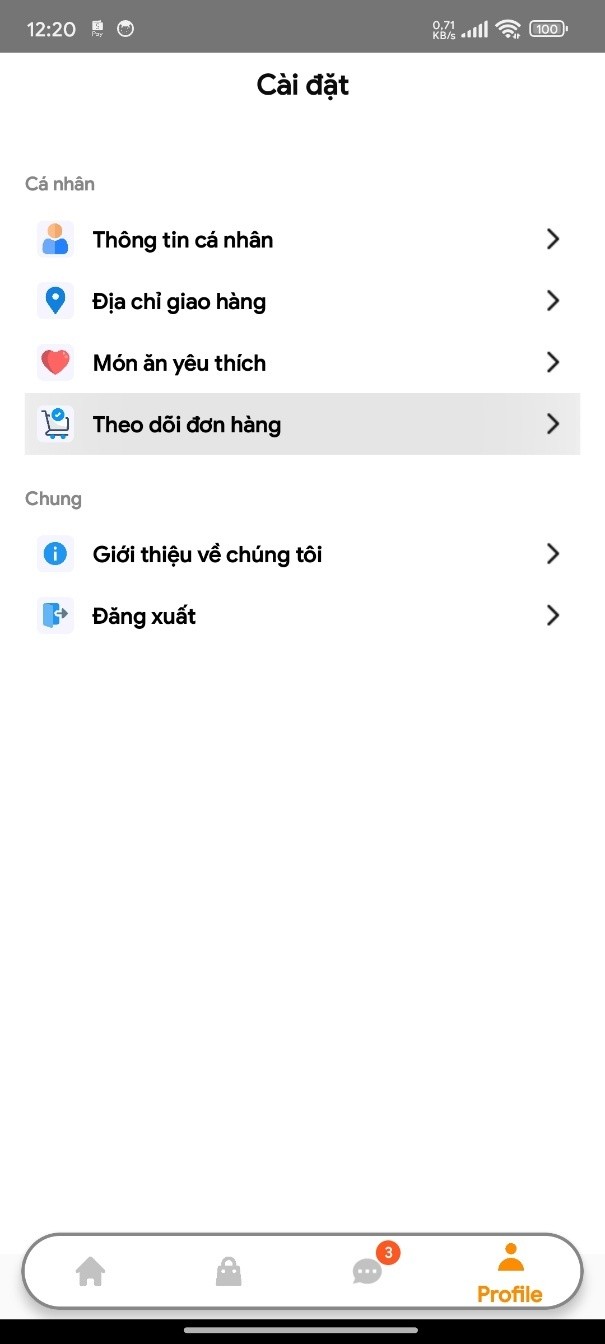 12:20
0,71
KB/s
100
Cài đặt
Cá nhân
Thông tin cá nhân
Địa chỉ giao hàng
Món ăn yêu thích
Theo dõi đơn hàng
Chung
Giới thiệu về chúng tôi
Đăng xuất
3
Profile